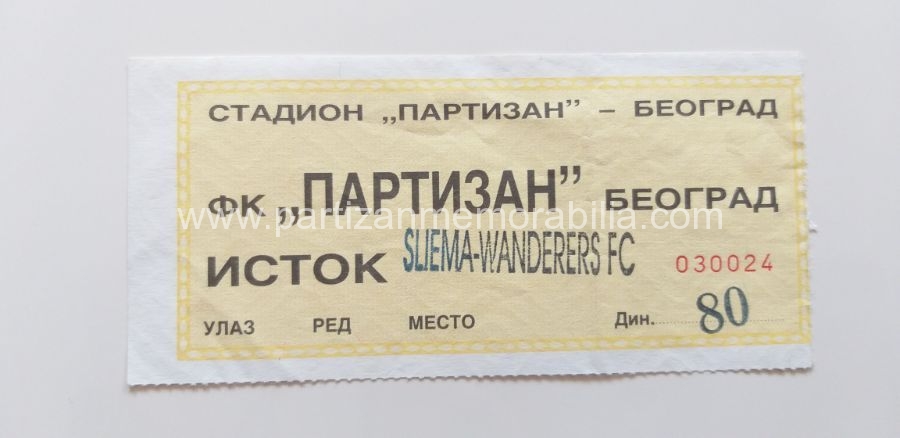 СТАДИОН „ПАРТИЗАН” – БЕОГРАД
ФК „ПАРТИЗАН” БЕОГРАД
www.partizanmemorabilia.com
ИСТОК SLIEMA-WANDERERS FC 030024
УЛАЗ РЕД МЕСТО Дин. 80